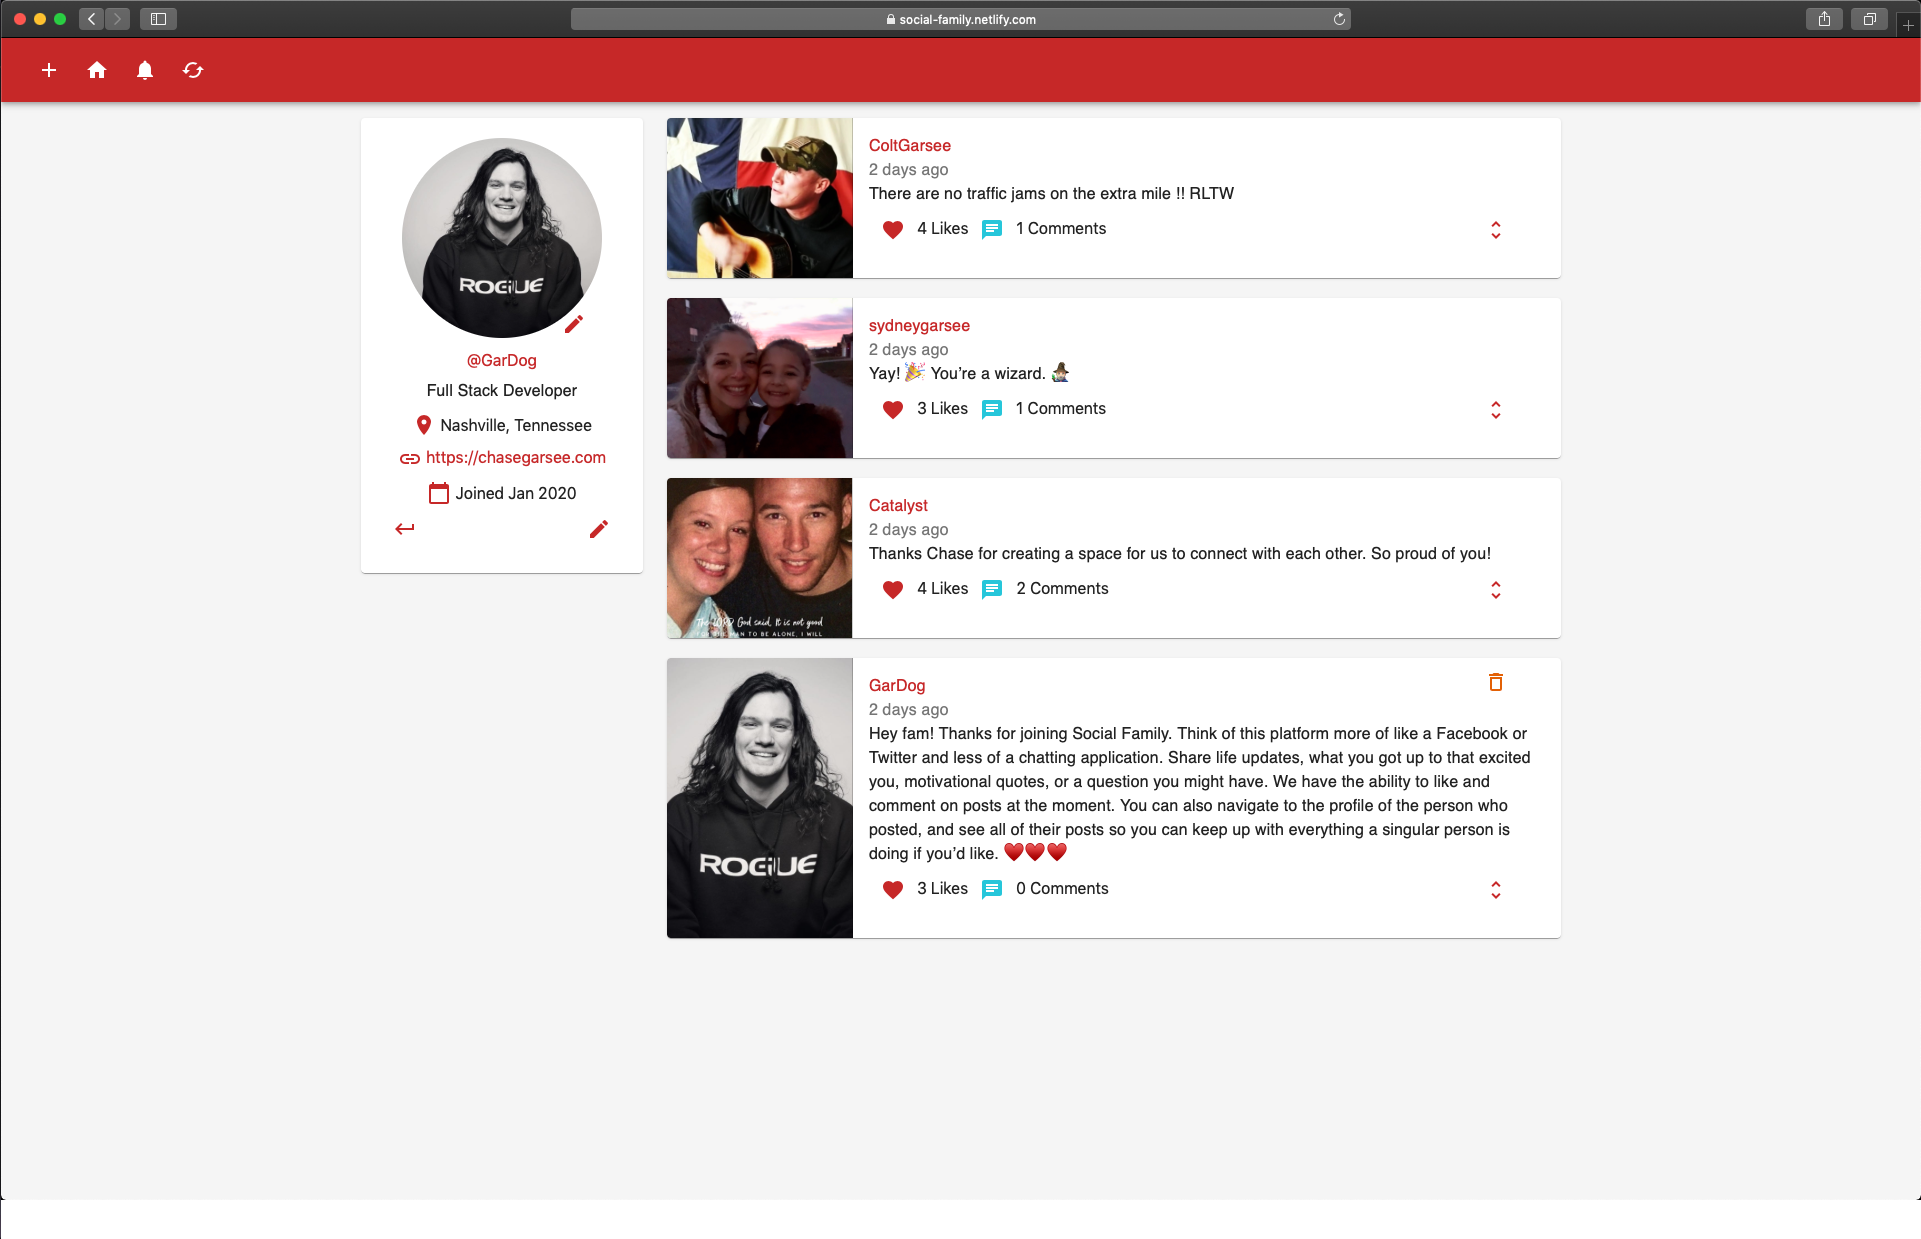 social-family.netlify.com
ROGUE
@GarDog
Full Stack Developer
Nashville, Tennessee
https://chasegarsee.com
Joined Jan 2020
ColtGarsee
2 days ago
There are no traffic jams on the extra mile !! RLTW
4 Likes 1 Comments
sydneygarsee
2 days ago
Yay! 🎉 You’re a wizard. 🧙‍♂️
3 Likes 1 Comments
The LORD God said, It is not good
FOR THE MAN TO BE ALONE, I WILL
Catalyst
2 days ago
Thanks Chase for creating a space for us to connect with each other. So proud of you!
4 Likes 2 Comments
ROGUE
GarDog
2 days ago
Hey fam! Thanks for joining Social Family. Think of this platform more of like a Facebook or
Twitter and less of a chatting application. Share life updates, what you got up to that excited
you, motivational quotes, or a question you might have. We have the ability to like and
comment on posts at the moment. You can also navigate to the profile of the person who
posted, and see all of their posts so you can keep up with everything a singular person is
doing if you’d like. ♥️♥️♥️
3 Likes 0 Comments